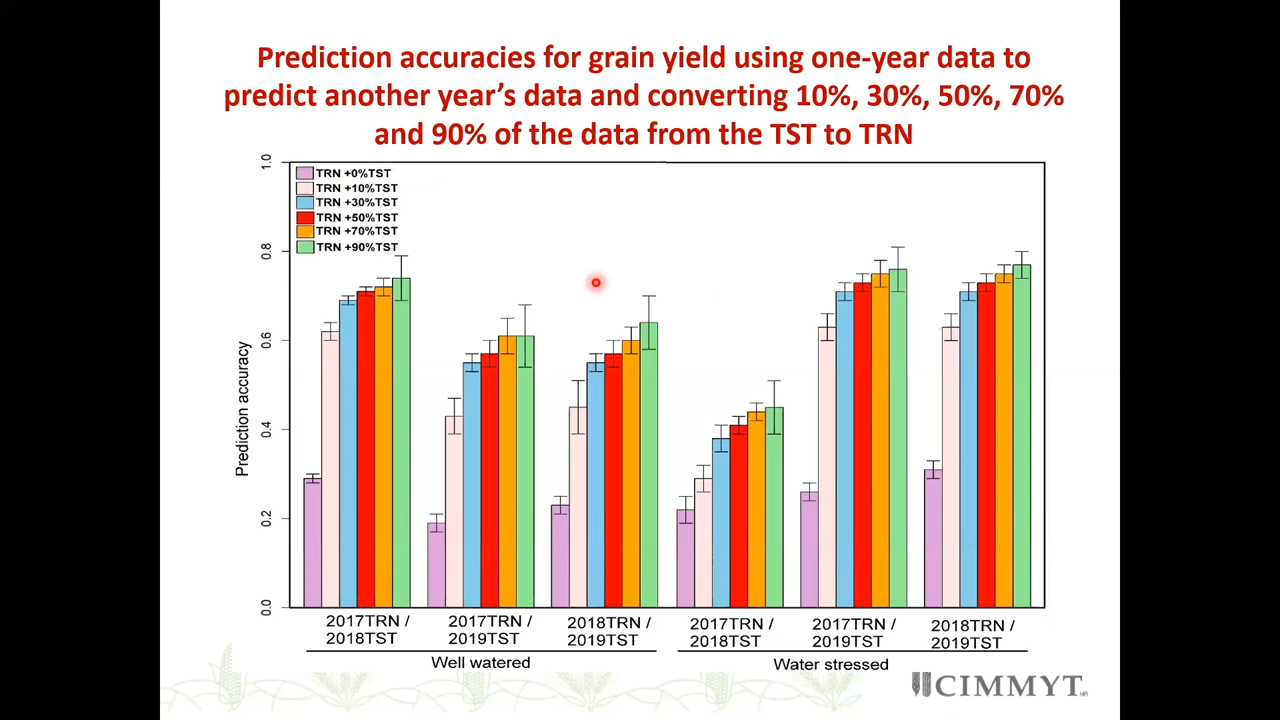 Prediction accuracies for grain yield using one-year data to
predict another year’s data and converting 10%, 30%, 50%, 70%
and 90% of the data from the TST to TRN
TRN +0%TST
TRN +10%TST
TRN +30%TST
TRN +50%TST
TRN +70%TST
TRN +90%TST
Prediction accuracy
1.0
0.8
0.6
0.4
0.2
0.0
2017TRN /
2018TST
2017TRN /
2019TST
2018TRN /
2019TST
2017TRN /
2018TST
2017TRN /
2019TST
2018TRN /
2019TST
Well watered
Water stressed
CIMMYT